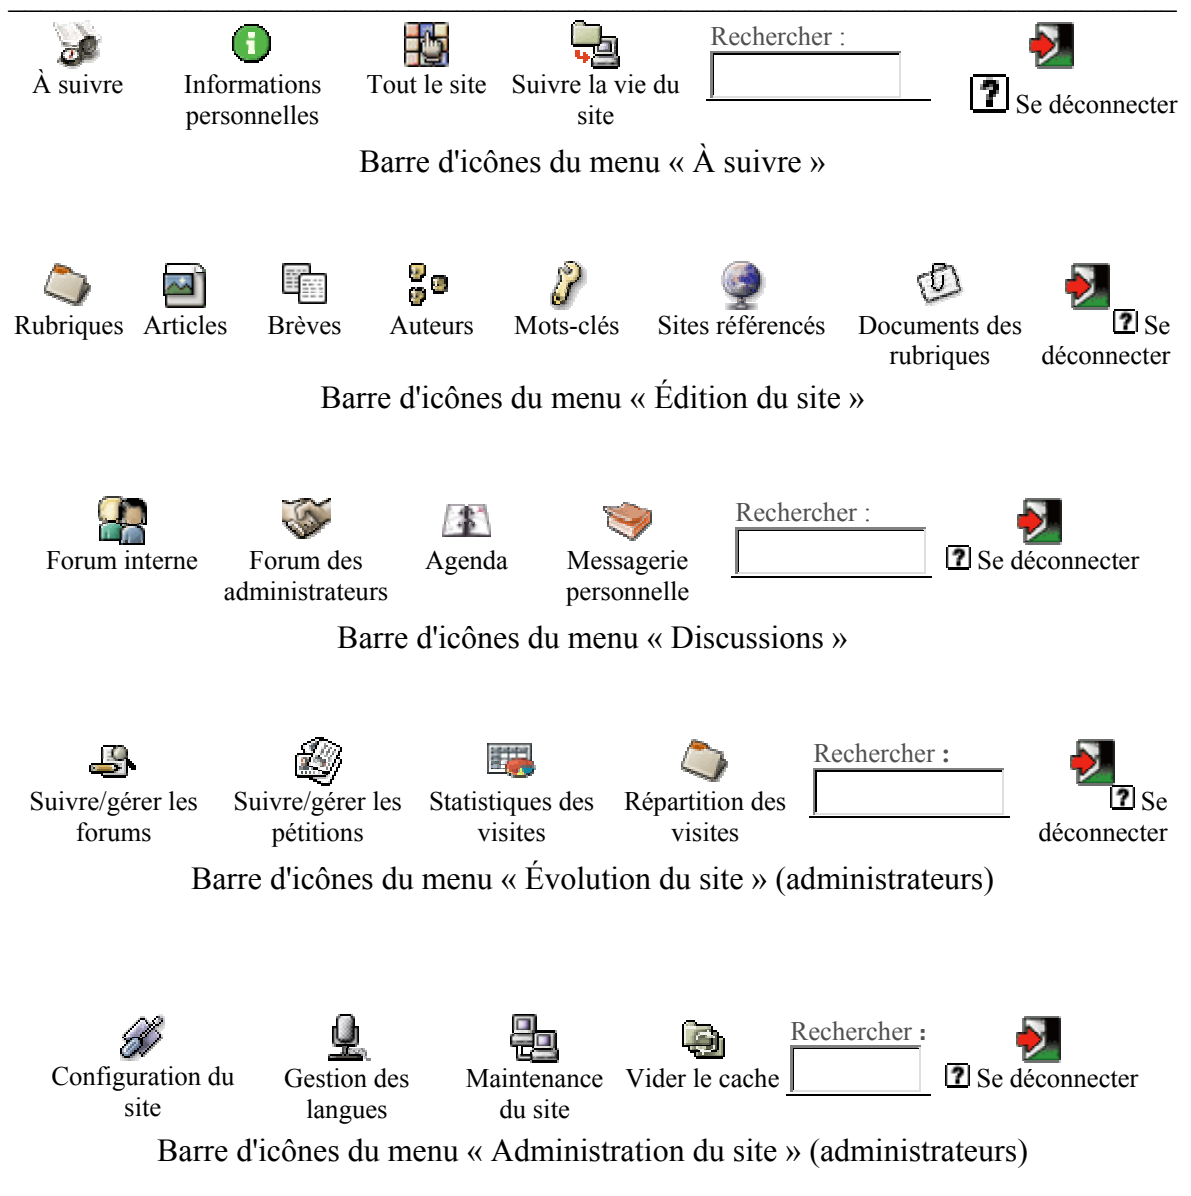 Rechercher :
À suivre
Informations personnelles
Tout le site
Suivre la vie du site
? Se déconnecter
Barre d'icônes du menu « À suivre »
Rubriques
Articles
Brèves
Auteurs
Mots-clés
Sites référencés
Documents des rubriques
? Se déconnecter
Barre d'icônes du menu « Édition du site »
Forum interne
Forum des administrateurs
Agenda
Messagerie personnelle
Rechercher :
? Se déconnecter
Barre d'icônes du menu « Discussions »
Suivre/gérer les forums
Suivre/gérer les pétitions
Statistiques des visites
Répartition des visites
Rechercher :
? Se déconnecter
Barre d'icônes du menu « Évolution du site » (administrateurs)
Configuration du site
Gestion des langues
Maintenance du site
Vider le cache
Rechercher :
? Se déconnecter
Barre d'icônes du menu « Administration du site » (administrateurs)